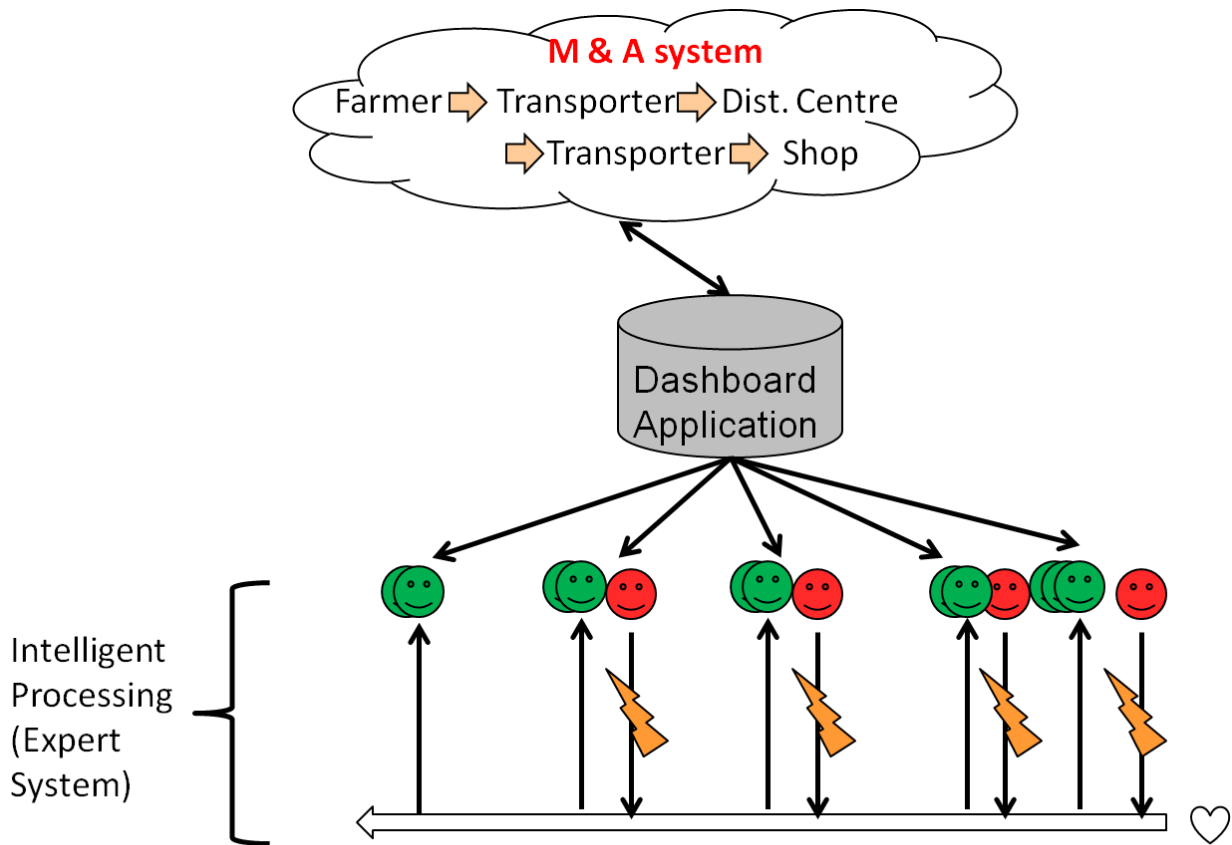 M & A system
Farmer Transporter Dist. Centre
Transporter Shop
Dashboard
Application
Intelligent
Processing
(Expert
System)